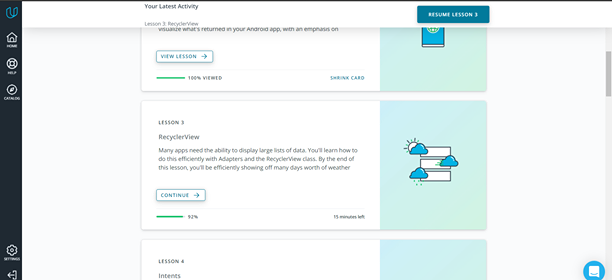 Your Latest Activity
Lesson 3: RecyclerView
RESUME LESSON 3
visualize what's returned in your Android app, with an emphasis on
VIEW LESSON
100% VIEWED
SHRINK CARD
LESSON 3
RecyclerView
Many apps need the ability to display large lists of data. You'll learn how to
do this efficiently with Adapters and the RecyclerView class. By the end of
this lesson, you'll be efficiently showing off many days worth of weather
CONTINUE
92%
15 minutes left
LESSON 4
Intents
HOME
HELP
CATALOG
SETTINGS